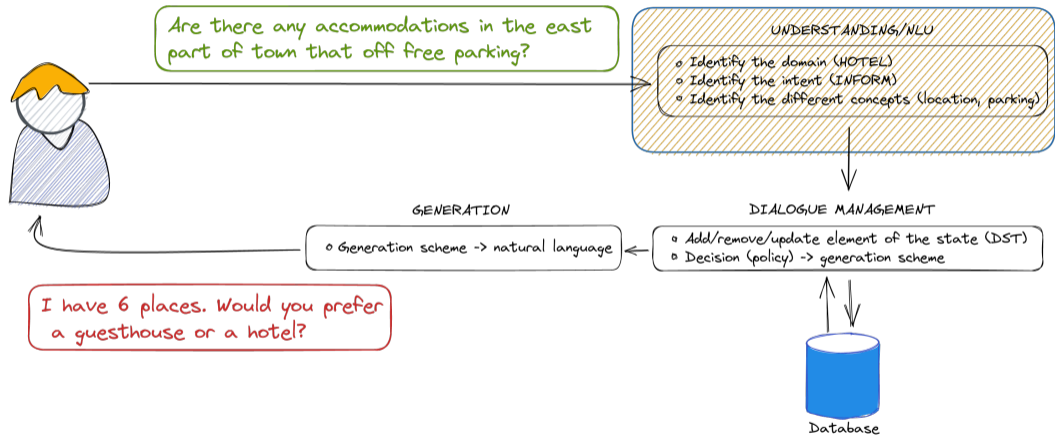 Are there any accommodations in the east
part of town that off free parking?
UNDERSTANDING/NLU
o Identify the domain (HOTEL)
o Identify the intent (INFORM)
o Identify the different concepts (location, parking)
GENERATION
o Generation scheme -> natural language
DIALOGUE MANAGEMENT
o Add/remove/update element of the state (DST)
o Decision (policy) -> generation scheme
I have 6 places. Would you prefer
a guesthouse or a hotel?
Database